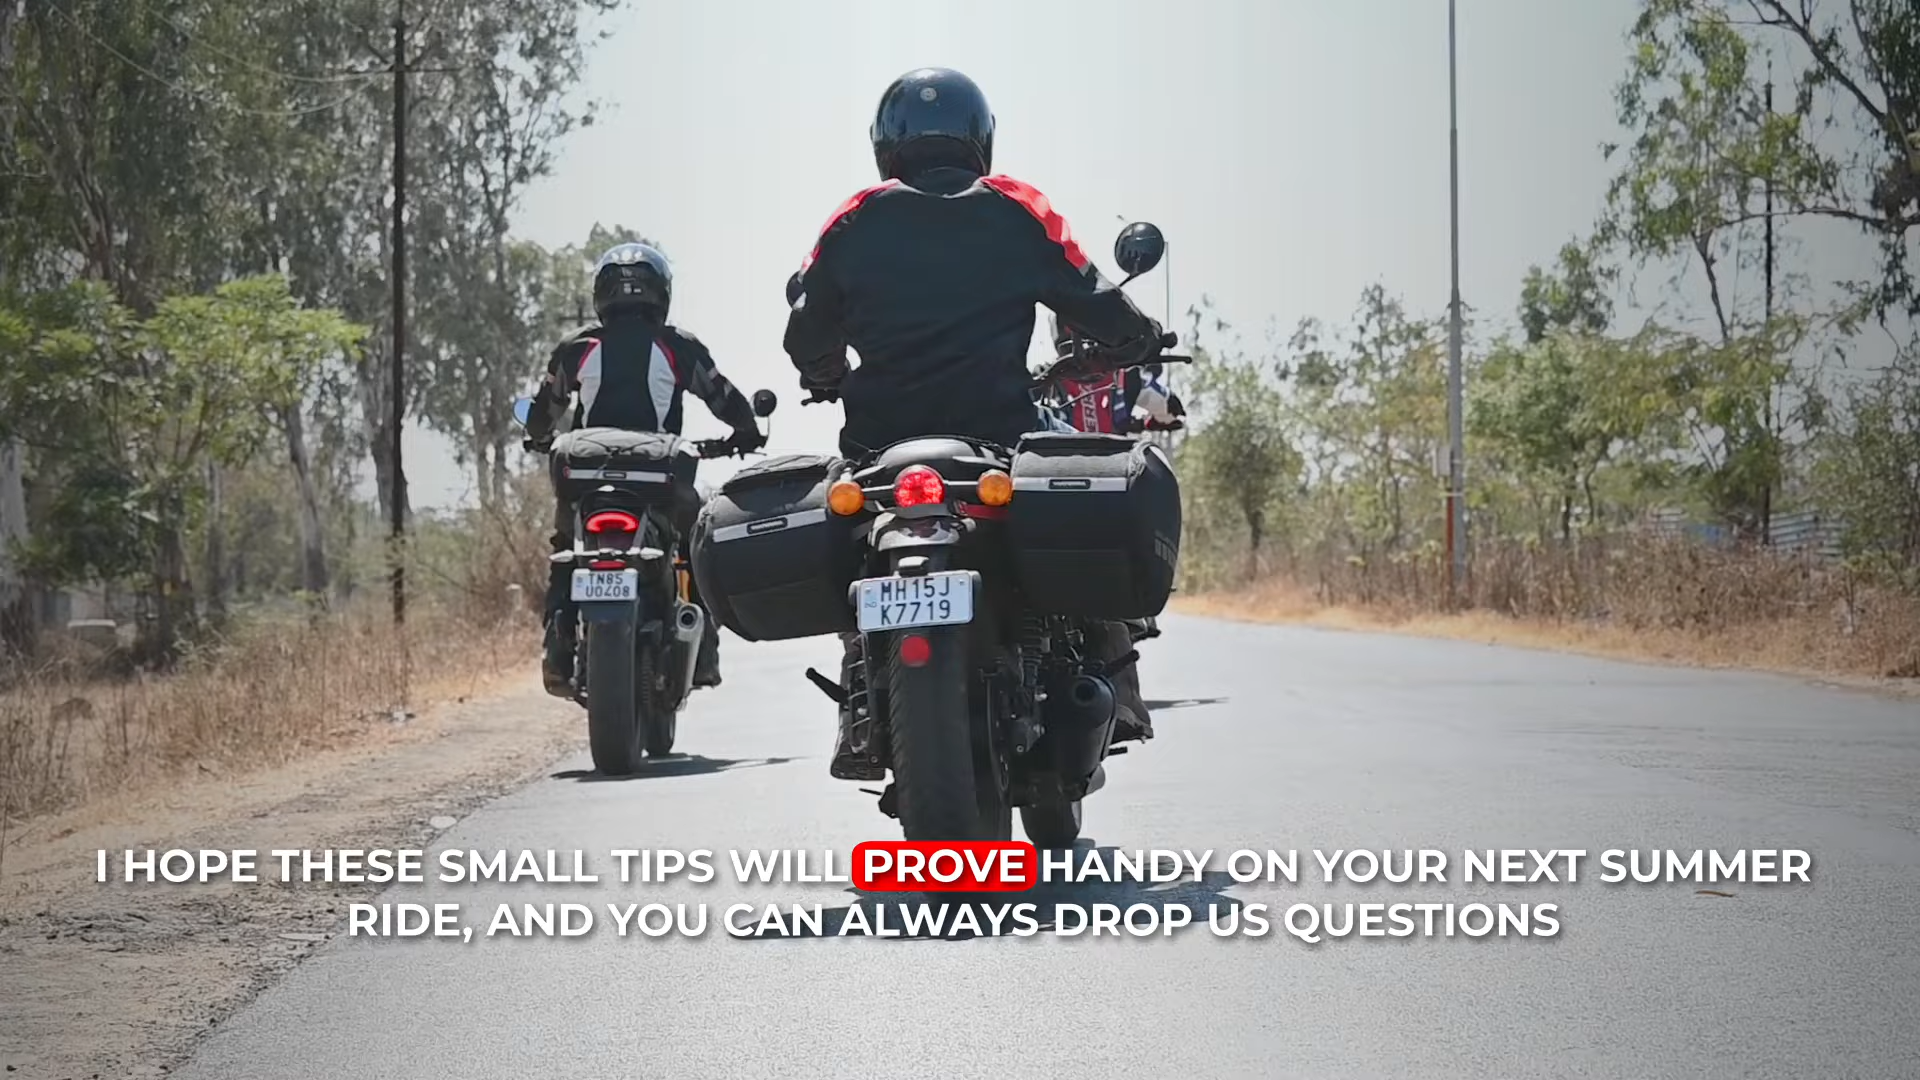 TN85
U0408
MH15J
K7719
I HOPE THESE SMALL TIPS WILL PROVE HANDY ON YOUR NEXT SUMMER
RIDE, AND YOU CAN ALWAYS DROP US QUESTIONS